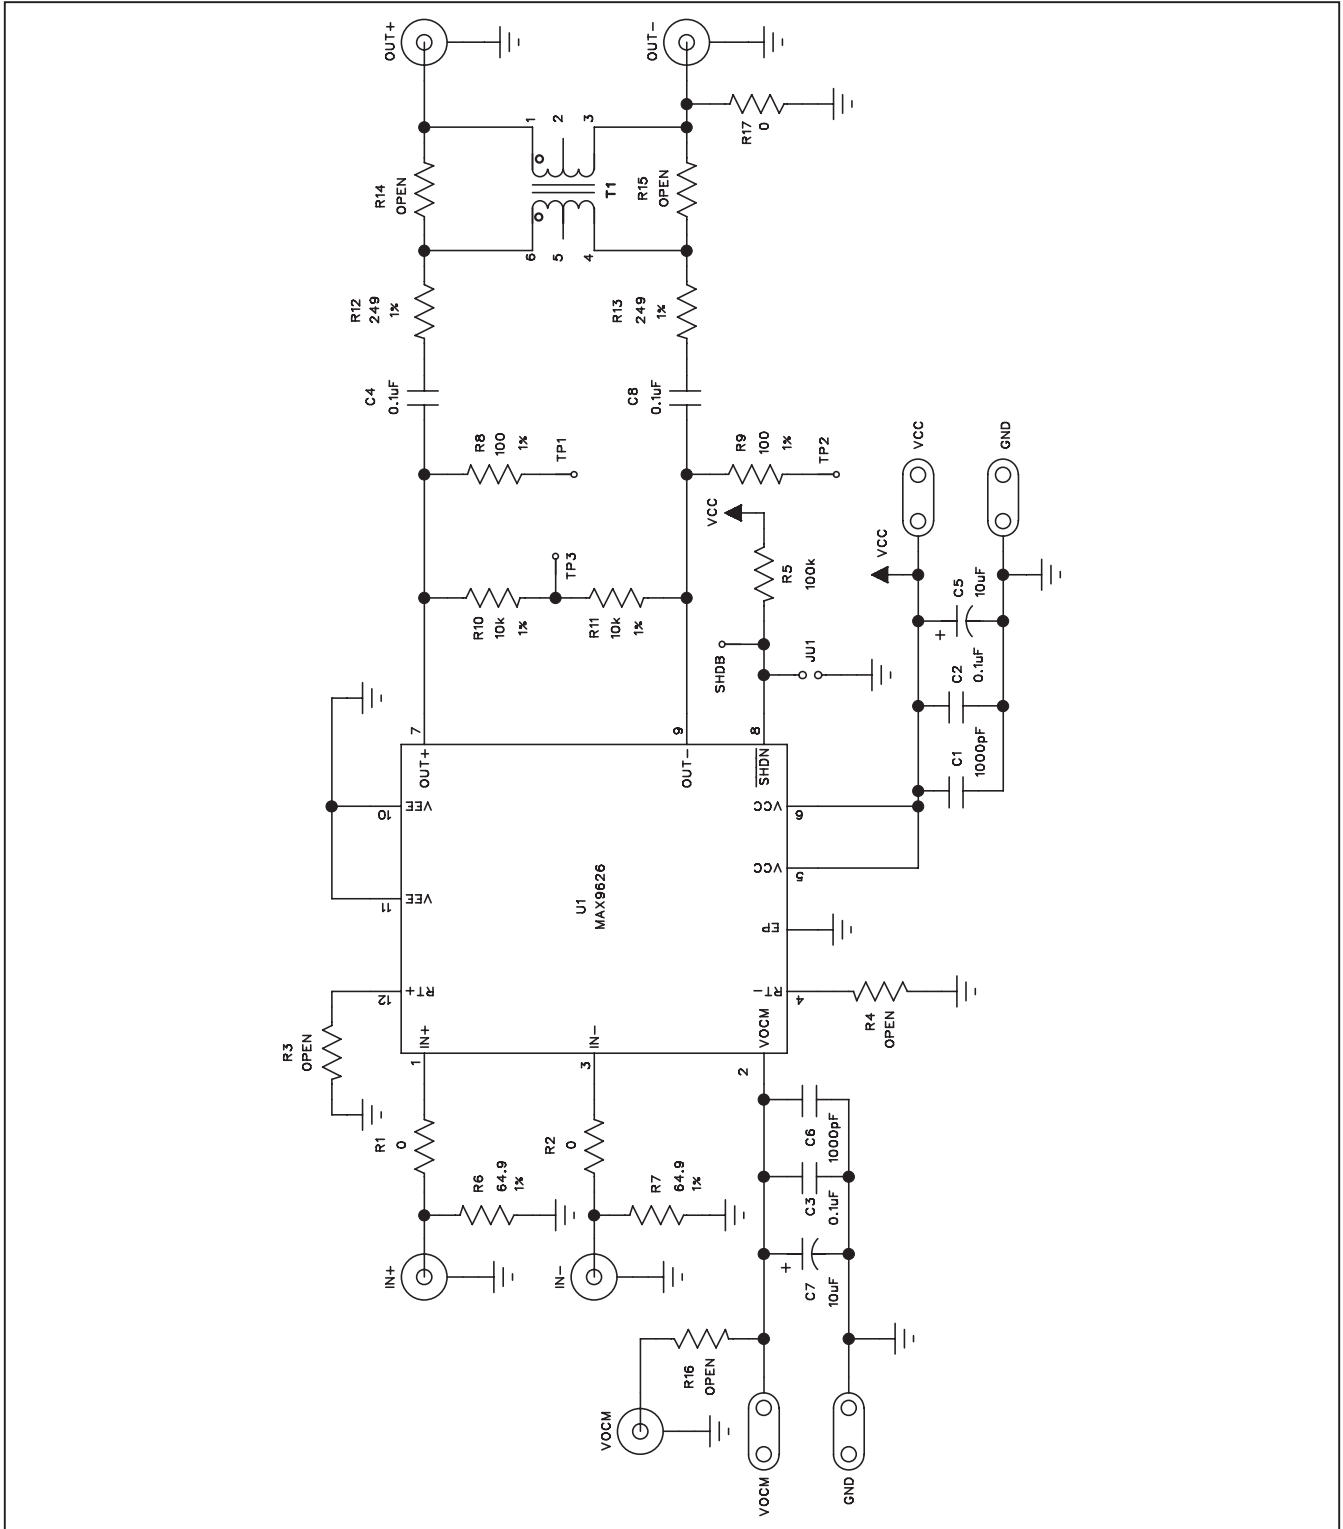 OUT+
OUT-
R17
0
1
2
3
R14
OPEN
T1
R15
OPEN
6
5
4
R12
249
1%
R13
249
1%
C4
0.1uF
C8
0.1uF
R8
100
1%
TP1
R9
100
1%
TP2
VCC
GND
VCC
VCC
TP3
R10
10k
1%
R11
10k
1%
R5
100k
SHDB
JU1
C5
10uF
+
C2
0.1uF
C1
1000pF
7
9
8
OUT+
OUT-
SHDN
10
VEE
VCC
6
11
VEE
VCC
5
U1
MAX9626
EP
12
RT+
RT-
4
R4
OPEN
R3
OPEN
IN+
IN-
VOCM
1
3
2
R1
0
R2
0
C6
1000pF
R6
64.9
1%
R7
64.9
1%
C3
0.1uF
IN+
IN-
+
C7
10uF
R16
OPEN
VOCM
VOCM
GND